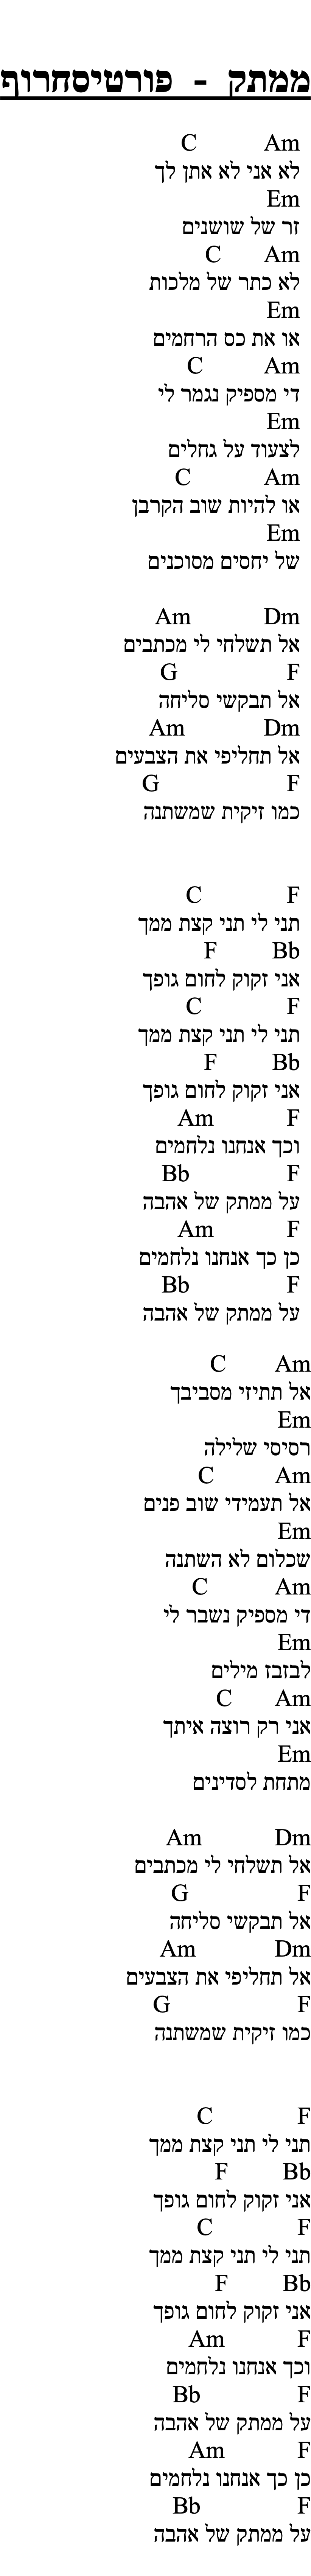 ממתק - פורטיסחרוף
Am C
לא אני לא אתן לך
Em
זר של שושנים
Am C
לא כתר של מלכות
Em
או את כס הרחמים
Am C
די מספיק נגמר לי
Em
לצעוד על גחלים
Am C
או להיות שוב הקרבן
Em
של יחסים מסוכנים
Dm Am
אל תשלחי לי מכתבים
F G
אל תבקשי סליחה
Dm Am
אל תחליפי את הצבעים
F G
כמו זיקית שמשתנה
F C
תני לי תני קצת ממך
Bb F
אני זקוק לחום גופך
F C
תני לי תני קצת ממך
Bb F
אני זקוק לחום גופך
F Am
וכך אנחנו נלחמים
F Bb
על ממתק של אהבה
F Am
כן כך אנחנו נלחמים
F Bb
על ממתק של אהבה
Am C
אל תתיזי מסביבך
Em
רסיסי שלילה
Am C
אל תעמידי שוב פנים
Em
שכלום לא השתנה
Am C
די מספיק נשבר לי
Em
לבזבז מילים
Am C
אני רק רוצה איתך
Em
מתחת לסדינים
Dm Am
אל תשלחי לי מכתבים
F G
אל תבקשי סליחה
Dm Am
אל תחליפי את הצבעים
F G
כמו זיקית שמשתנה
F C
תני לי תני קצת ממך
Bb F
אני זקוק לחום גופך
F C
תני לי תני קצת ממך
Bb F
אני זקוק לחום גופך
F Am
וכך אנחנו נלחמים
F Bb
על ממתק של אהבה
F Am
כן כך אנחנו נלחמים
F Bb
על ממתק של אהבה